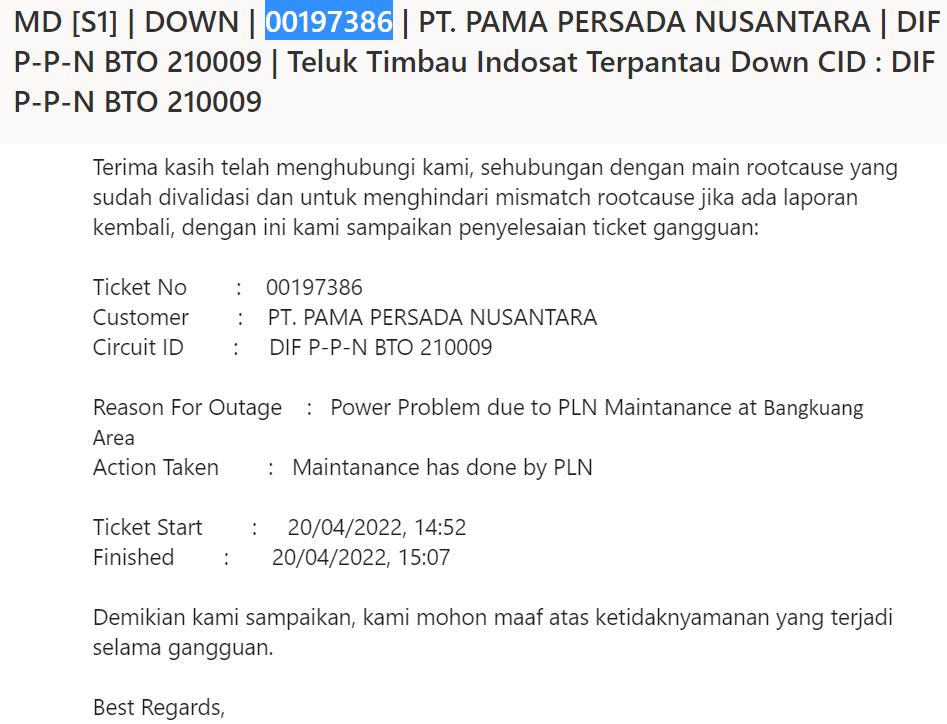 MD [S1] | DOWN | 00197386 | PT. PAMA PERSADA NUSANTARA | DIF
P-P-N BTO 210009 | Teluk Timbau Indosat Terpantau Down CID : DIF
P-P-N BTO 210009
Terima kasih telah menghubungi kami, sehubungan dengan main rootcause yang
sudah divalidasi dan untuk menghindari mismatch rootcause jika ada laporan
kembali, dengan ini kami sampaikan penyelesaian ticket gangguan:
Ticket No : 00197386
Customer : PT. PAMA PERSADA NUSANTARA
Circuit ID : DIF P-P-N BTO 210009
Reason For Outage : Power Problem due to PLN Maintanance at Bangkuang
Area
Action Taken : Maintanance has done by PLN
Ticket Start : 20/04/2022, 14:52
Finished : 20/04/2022, 15:07
Demikian kami sampaikan, kami mohon maaf atas ketidaknyamanan yang terjadi
selama gangguan.
Best Regards,